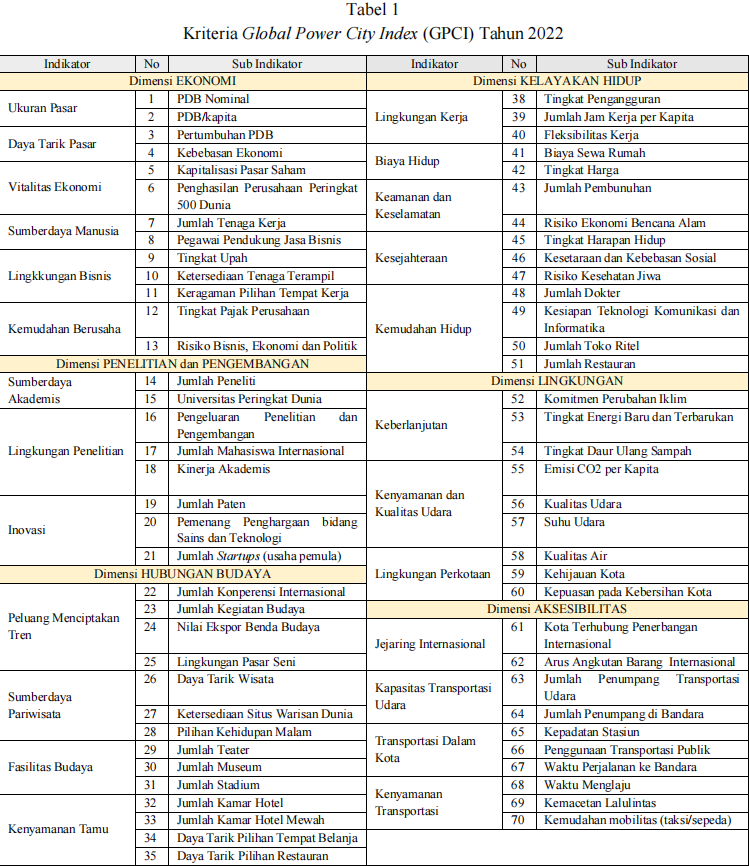 Tabel 1
Kriteria Global Power City Index (GPCI) Tahun 2022
Indikator No Sub Indikator
Dimensi EKONOMI
Ukuran Pasar
1 PDB Nominal
2 PDB/kapita
Daya Tarik Pasar
3 Pertumbuhan PDB
4 Kebebasan Ekonomi
Vitalitas Ekonomi
5 Kapitalisasi Pasar Saham
6 Penghasilan Perusahaan Peringkat
500 Dunia
Sumberdaya Manusia
7 Jumlah Tenaga Kerja
8 Pegawai Pendukung Jasa Bisnis
Lingkkungan Bisnis
9 Tingkat Upah
10 Ketersediaan Tenaga Terampil
11 Keragaman Pilihan Tempat Kerja
Kemudahan Berusaha
12 Tingkat Pajak Perusahaan
13 Risiko Bisnis, Ekonomi dan Politik
Dimensi PENELITIAN dan PENGEMBANGAN
Sumberdaya
Akademis
14 Jumlah Peneliti
15 Universitas Peringkat Dunia
Lingkungan Penelitian
16 Pengeluaran Penelitian dan
Pengembangan
17 Jumlah Mahasiswa Internasional
18 Kinerja Akademis
Inovasi
19 Jumlah Paten
20 Pemenang Penghargaan bidang
Sains dan Teknologi
21 Jumlah Startups (usaha pemula)
Dimensi HUBUNGAN BUDAYA
Peluang Menciptakan
Tren
22 Jumlah Konperensi Internasional
23 Jumlah Kegiatan Budaya
24 Nilai Ekspor Benda Budaya
25 Lingkungan Pasar Seni
Sumberdaya
Pariwisata
26 Daya Tarik Wisata
27 Ketersediaan Situs Warisan Dunia
28 Pilihan Kehidupan Malam
Fasilitas Budaya
29 Jumlah Teater
30 Jumlah Museum
31 Jumlah Stadium
Kenyamanan Tamu
32 Jumlah Kamar Hotel
33 Jumlah Kamar Hotel Mewah
34 Daya Tarik Pilihan Tempat Belanja
35 Daya Tarik Pilihan Restauran
Indikator No Sub Indikator
Dimensi KELAYAKAN HIDUP
Lingkungan Kerja
38 Tingkat Pengangguran
39 Jumlah Jam Kerja per Kapita
40 Fleksibilitas Kerja
Biaya Hidup
41 Biaya Sewa Rumah
42 Tingkat Harga
Keamanan dan
Keselamatan
43 Jumlah Pembunuhan
44 Risiko Ekonomi Bencana Alam
Kesejahteraan
45 Tingkat Harapan Hidup
46 Kesetaraan dan Kebebasan Sosial
47 Risiko Kesehatan Jiwa
Kemudahan Hidup
48 Jumlah Dokter
49 Kesiapan Teknologi Komunikasi dan
Informatika
50 Jumlah Toko Ritel
51 Jumlah Restauran
Dimensi LINGKUNGAN
Keberlanjutan
52 Komitmen Perubahan Iklim
53 Tingkat Energi Baru dan Terbarukan
54 Tingkat Daur Ulang Sampah
Kenyamanan dan
Kualitas Udara
55 Emisi CO2 per Kapita
56 Kualitas Udara
57 Suhu Udara
Lingkungan Perkotaan
58 Kualitas Air
59 Kehijauan Kota
60 Kepuasan pada Kebersihan Kota
Dimensi AKSESIBILITAS
Jejaring Internasional
61 Kota Terhubung Penerbangan
Internasional
62 Arus Angkutan Barang Internasional
Kapasitas Transportasi
Udara
63 Jumlah Penumpang Transportasi
Udara
64 Jumlah Penumpang di Bandara
Transportasi Dalam
Kota
65 Kepadatan Stasiun
66 Penggunaan Transportasi Publik
67 Waktu Perjalanan ke Bandara
Kenyamanan
Transportasi
68 Waktu Menglaju
69 Kemacetan Lalulintas
70 Kemudahan mobilitas (taksi/sepeda)